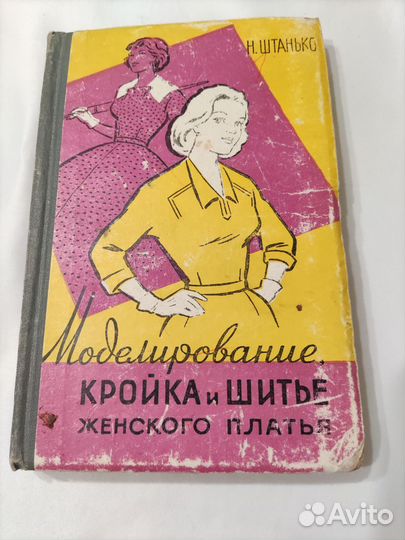 Н. ШТАНЬКО
Моделирование,
КРОЙКА и ШИТЬЕ
ЖЕНСКОГО ПЛАТЬЯ
Avito